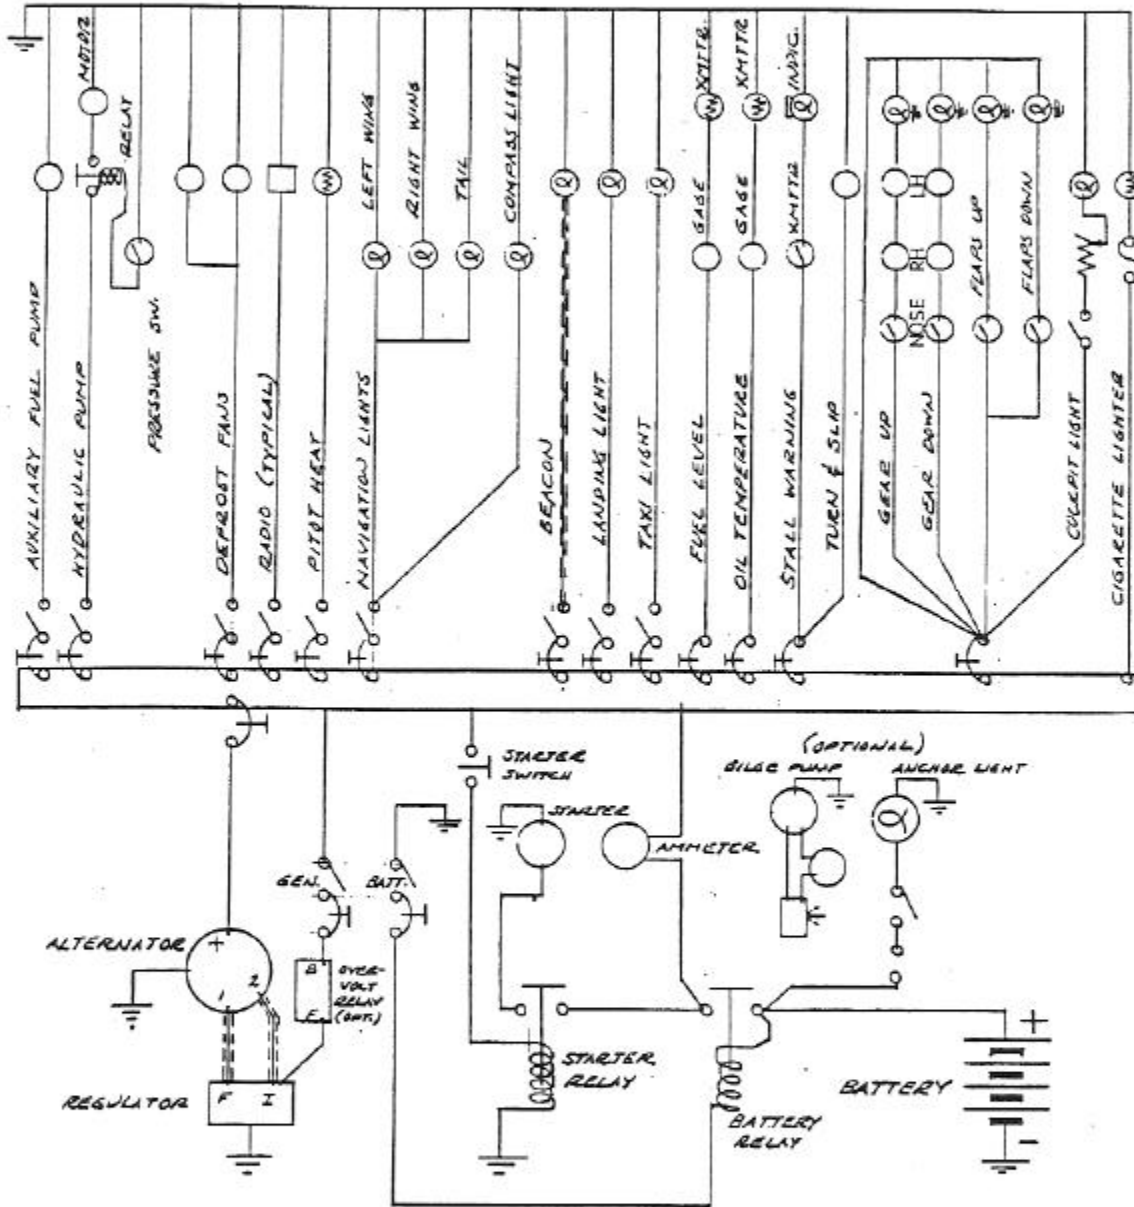 MOTOR
RELAY
PRESSURE SW.
AUXILIARY FUEL PUMP
HYDRAULIC PUMP
DEFROST FANS
RADIO (TYPICAL)
PITOT HEAT
NAVIGATION LIGHTS
LEFT WING
RIGHT WING
TAIL
COMPASS LIGHT
BEACON
LANDING LIGHT
TAXI LIGHT
FUEL LEVEL
GAGE
XMTTR.
OIL TEMPERATURE
GAGE
XMTTR
STALL WARNING
XMTTR
INDIC.
TURN & SLIP
GEAR UP
GEAR DOWN
NOSE
RH
LH
FLAPS UP
FLAPS DOWN
COCKPIT LIGHT
CIGARETTE LIGHTER
STARTER
SWITCH
STARTER
AMMETER
(OPTIONAL)
BILGE PUMP
ANCHOR LIGHT
GEN.
BATT.
ALTERNATOR
+
1
2
B
E
OVER-
VOLT
RELAY
(OPT.)
REGULATOR
F
I
STARTER
RELAY
BATTERY
RELAY
BATTERY
+
-